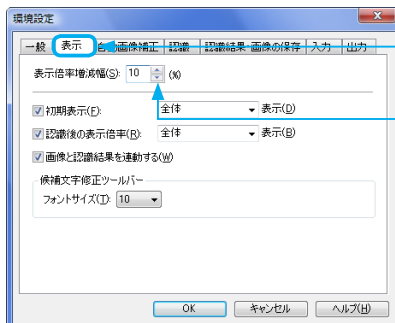 環境設定
一般 表示 画像補正 認識 認識結果・画像の保存 入力 出力
表示倍率増減幅(S): 10 (%)
初期表示(F): 全体 表示(D)
認識後の表示倍率(R): 全体 表示(B)
画像と認識結果を連動する(W)
候補文字修正ツールバー
フォントサイズ(T): 10
OK キャンセル ヘルプ(H)